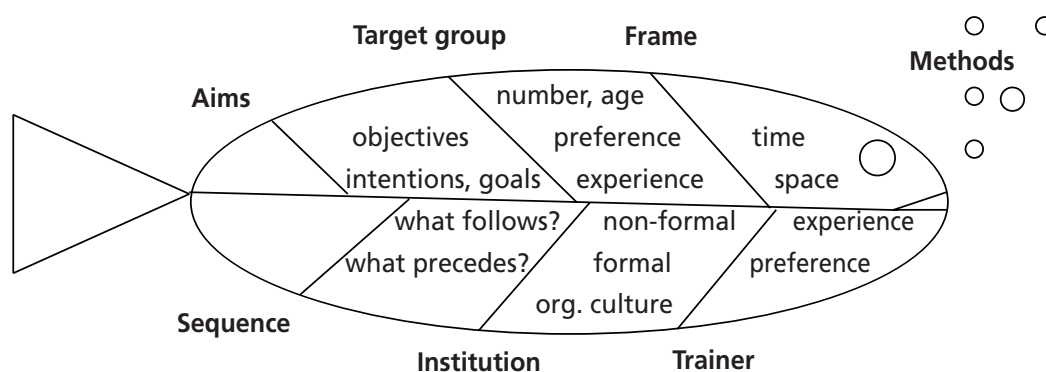 Target group
Frame
Methods
Aims
number, age
objectives
preference
time
intentions, goals
experience
space
what follows?
non-formal
experience
what precedes?
formal
preference
org. culture
Sequence
Institution
Trainer